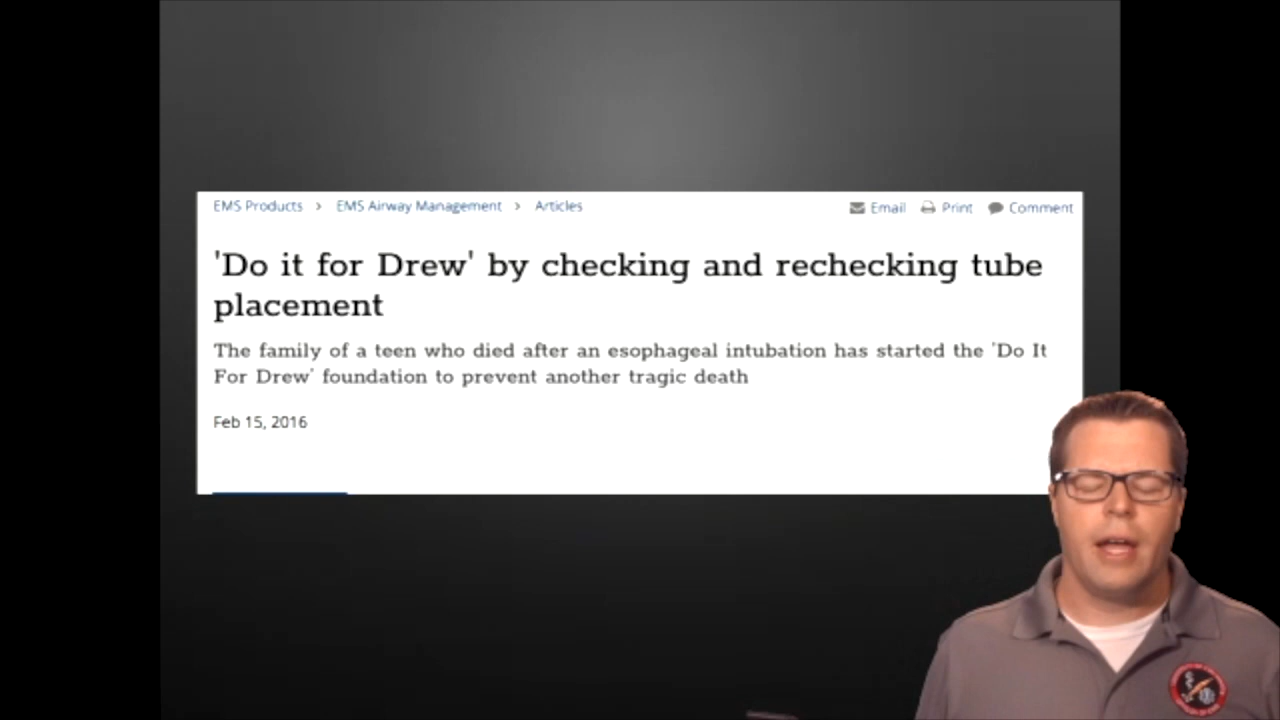 EMS Products > EMS Airway Management > Articles
Email Print Comment
'Do it for Drew' by checking and rechecking tube
placement
The family of a teen who died after an esophageal intubation has started the 'Do It
For Drew' foundation to prevent another tragic death
Feb 15, 2016